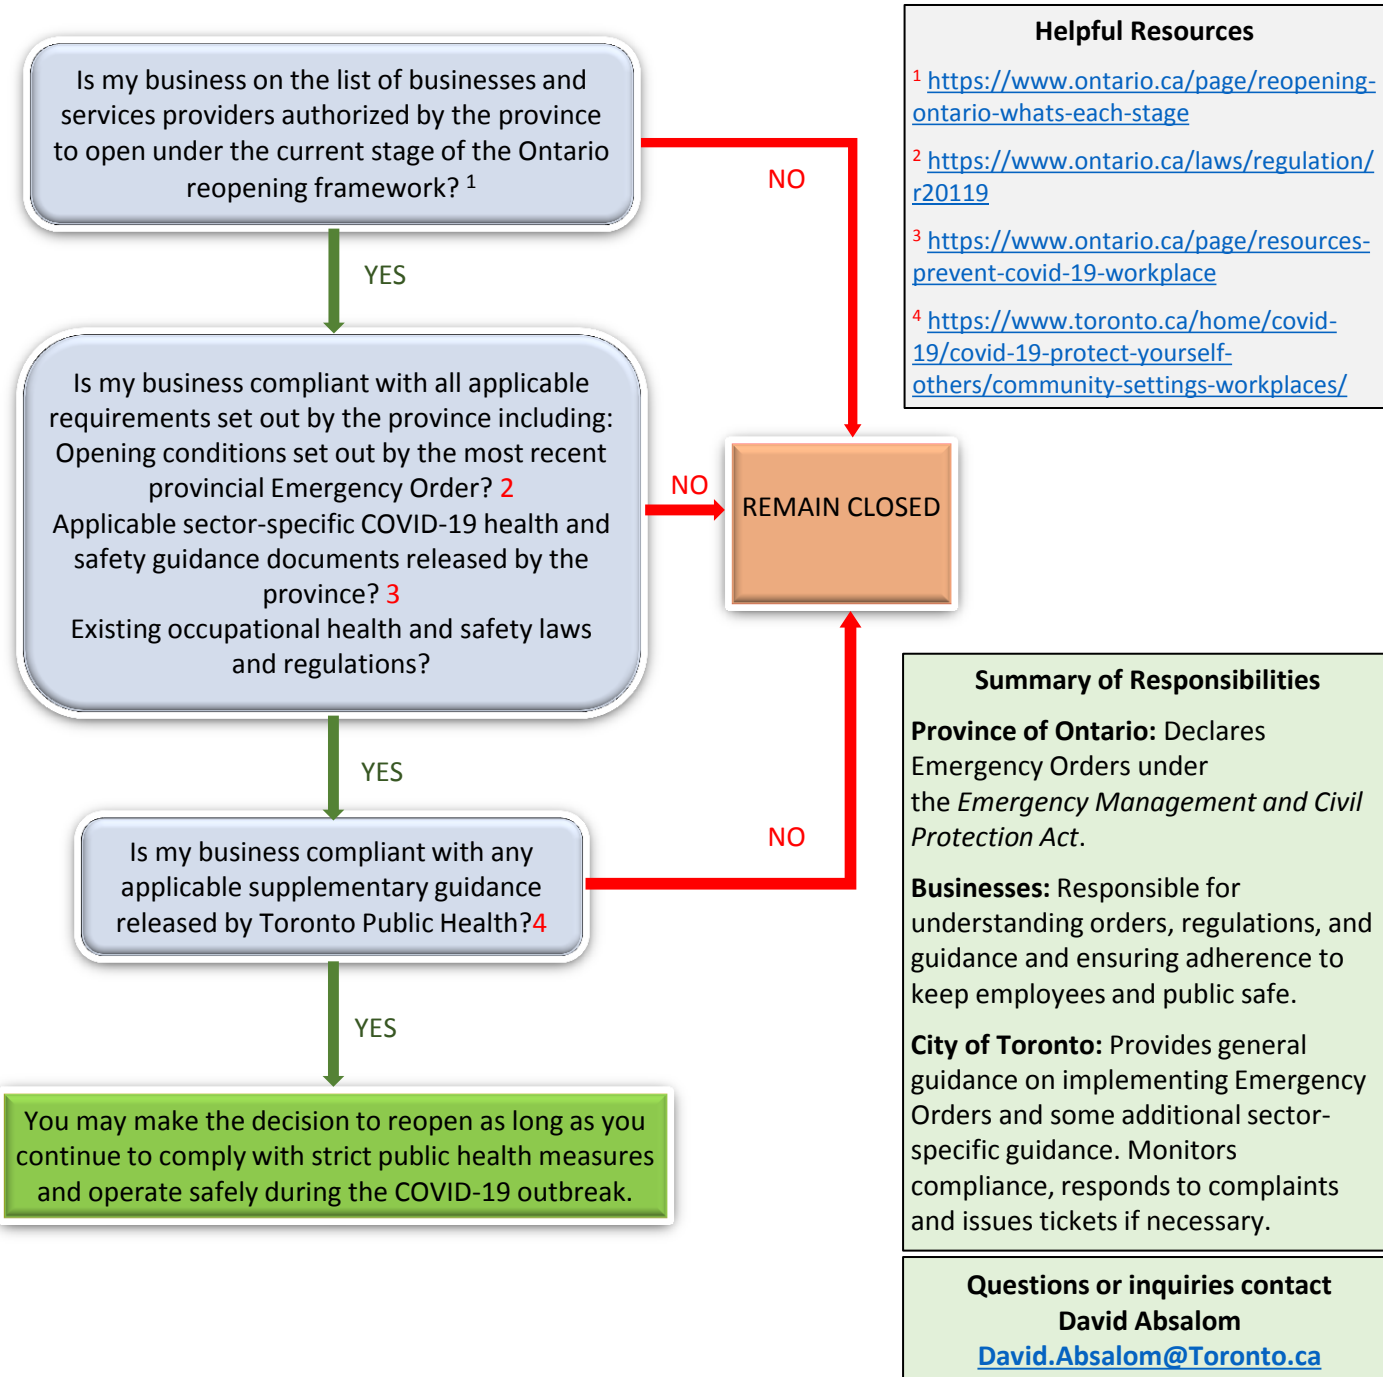 Is my business on the list of businesses and
services providers authorized by the province
to open under the current stage of the Ontario
reopening framework? 1
NO
YES
Is my business compliant with all applicable
requirements set out by the province including:
Opening conditions set out by the most recent
provincial Emergency Order? 2
Applicable sector-specific COVID-19 health and
safety guidance documents released by the
province? 3
Existing occupational health and safety laws
and regulations?
NO
REMAIN CLOSED
YES
Is my business compliant with any
applicable supplementary guidance
released by Toronto Public Health?4
NO
YES
You may make the decision to reopen as long as you
continue to comply with strict public health measures
and operate safely during the COVID-19 outbreak.
Helpful Resources
1 https://www.ontario.ca/page/reopening-
ontario-whats-each-stage
2 https://www.ontario.ca/laws/regulation/
r20119
3 https://www.ontario.ca/page/resources-
prevent-covid-19-workplace
4 https://www.toronto.ca/home/covid-
19/covid-19-protect-yourself-
others/community-settings-workplaces/
Summary of Responsibilities
Province of Ontario: Declares
Emergency Orders under
the Emergency Management and Civil
Protection Act.
Businesses: Responsible for
understanding orders, regulations, and
guidance and ensuring adherence to
keep employees and public safe.
City of Toronto: Provides general
guidance on implementing Emergency
Orders and some additional sector-
specific guidance. Monitors
compliance, responds to complaints
and issues tickets if necessary.
Questions or inquiries contact
David Absalom
David.Absalom@Toronto.ca